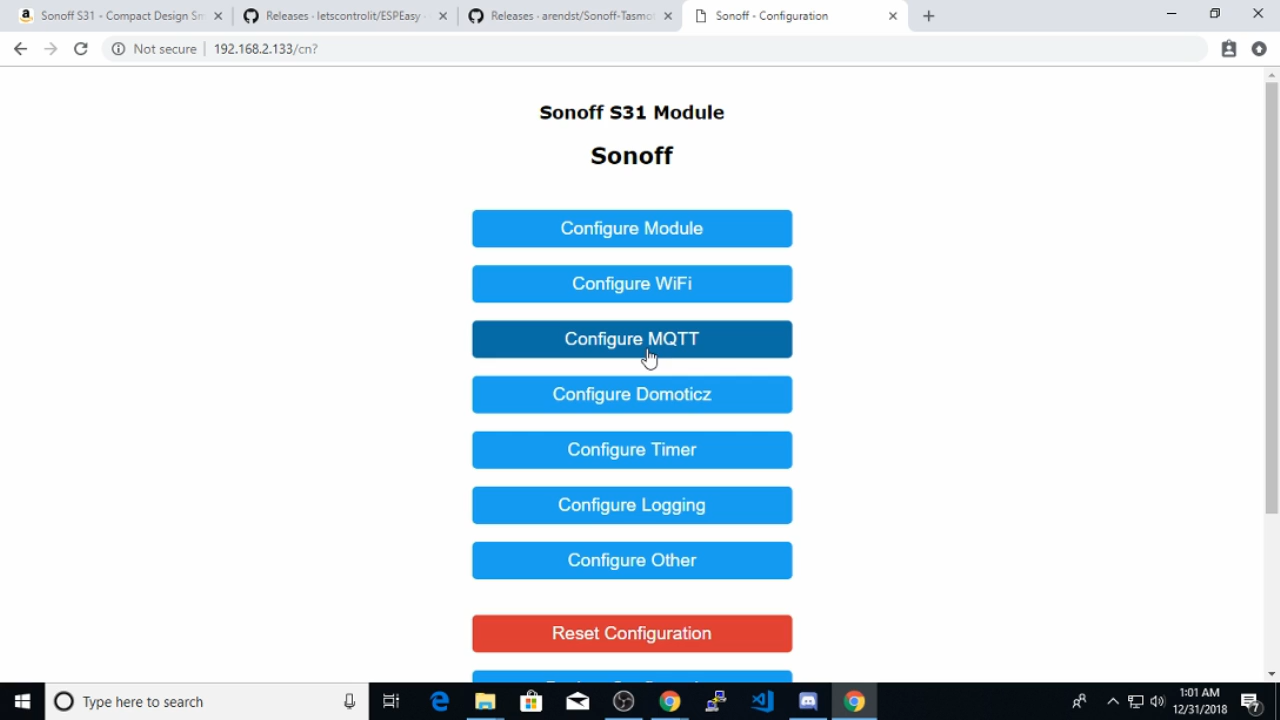 Sonoff S31 - Compact Design Sm
Releases · letscontrolit/ESPEasy ·
Releases · arendst/Sonoff-Tasmot
Sonoff - Configuration
Not secure
192.168.2.133/cn?
Sonoff S31 Module
Sonoff
Configure Module
Configure WiFi
Configure MQTT
Configure Domoticz
Configure Timer
Configure Logging
Configure Other
Reset Configuration
Type here to search
1:01 AM
12/31/2018
7